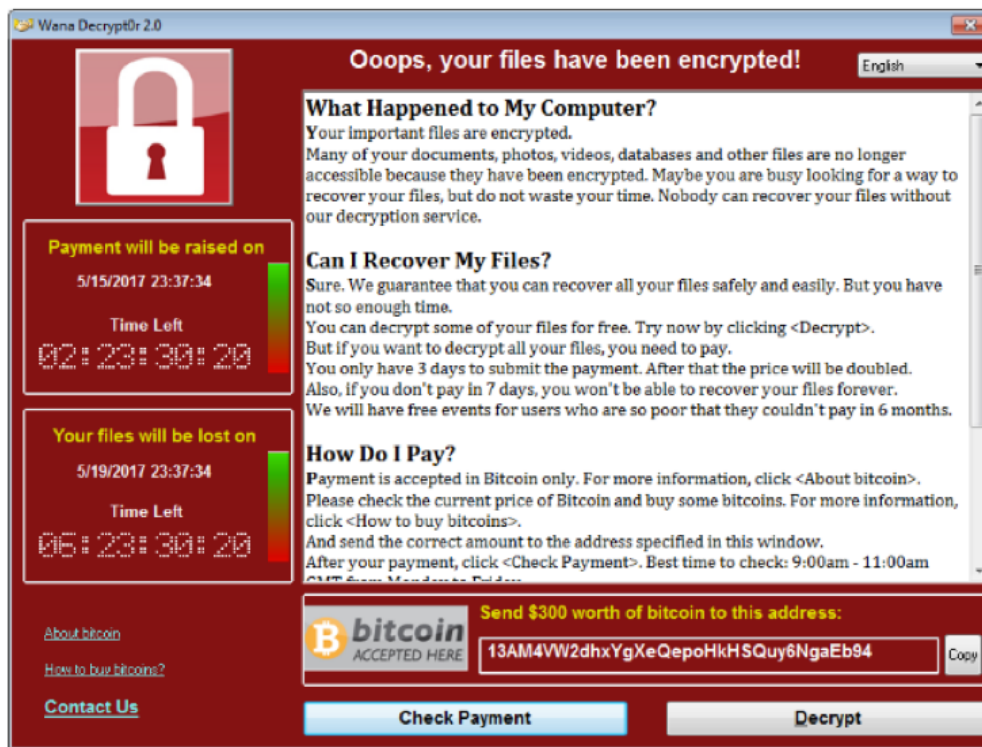 Wana Decrypt0r 2.0
Ooops, your files have been encrypted!
English
What Happened to My Computer?
Your important files are encrypted.
Many of your documents, photos, videos, databases and other files are no longer
accessible because they have been encrypted. Maybe you are busy looking for a way to
recover your files, but do not waste your time. Nobody can recover your files without
our decryption service.
Can I Recover My Files?
Sure. We guarantee that you can recover all your files safely and easily. But you have
not so enough time.
You can decrypt some of your files for free. Try now by clicking <Decrypt>.
But if you want to decrypt all your files, you need to pay.
You only have 3 days to submit the payment. After that the price will be doubled.
Also, if you don't pay in 7 days, you won't be able to recover your files forever.
We will have free events for users who are so poor that they couldn't pay in 6 months.
How Do I Pay?
Payment is accepted in Bitcoin only. For more information, click <About bitcoin>.
Please check the current price of Bitcoin and buy some bitcoins. For more information,
click <How to buy bitcoins>.
And send the correct amount to the address specified in this window.
After your payment, click <Check Payment>. Best time to check: 9:00am - 11:00am
GMT from Monday to Friday
Payment will be raised on
5/15/2017 23:37:34
Time Left
02:23:30:20
Your files will be lost on
5/19/2017 23:37:34
Time Left
06:23:30:20
About bitcoin
How to buy bitcoins?
Contact Us
bitcoin
ACCEPTED HERE
Send $300 worth of bitcoin to this address:
13AM4VW2dhxYgXeQepoHkHSQuy6NgaEb94
Copy
Check Payment
Decrypt